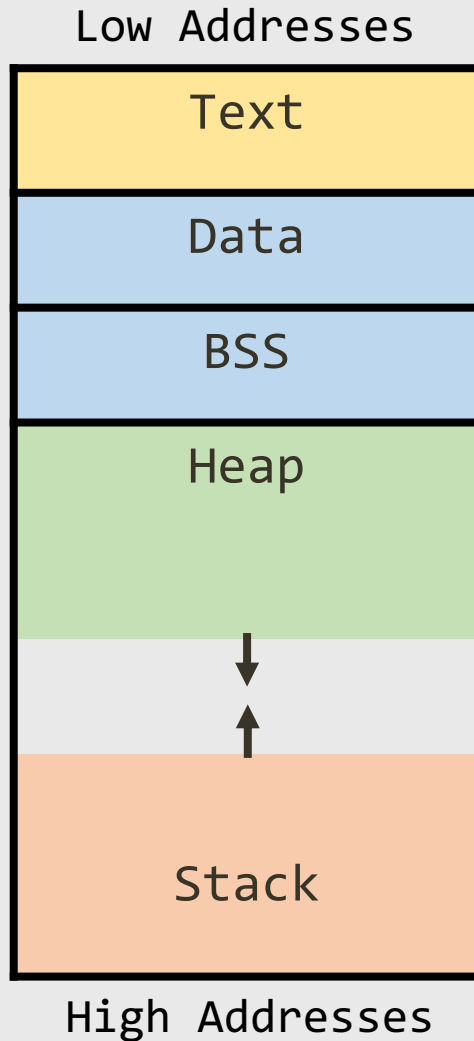 Low Addresses
Text
Data
BSS
Heap
Stack
High Addresses